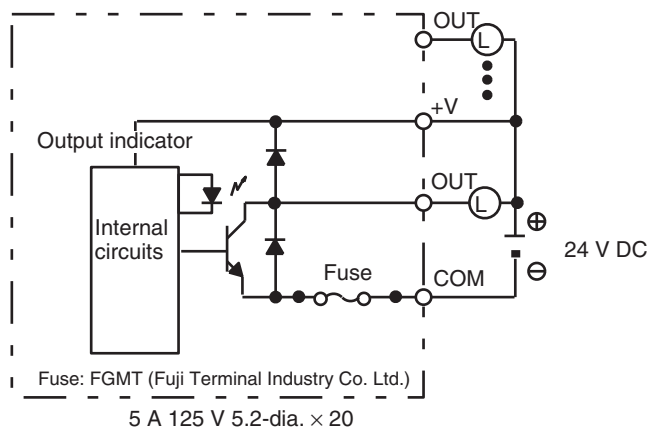 OUT
L
+V
Output indicator
OUT
L
Internal
circuits
⊕
24 V DC
Fuse
COM
⊖
Fuse: FGMT (Fuji Terminal Industry Co. Ltd.)
5 A 125 V 5.2-dia. × 20